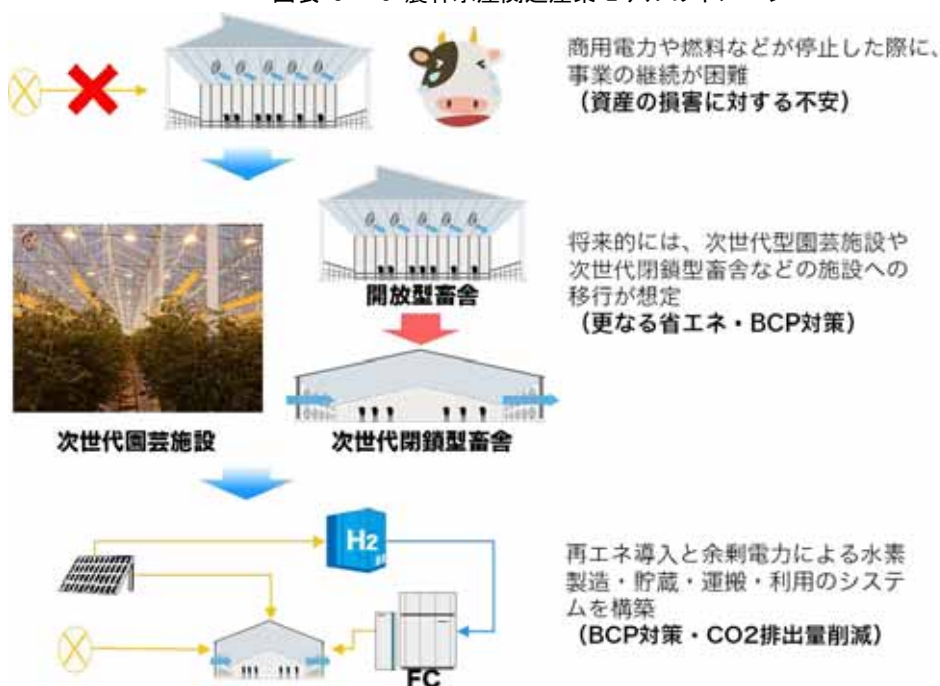 商用電力や燃料などが停止した際に、
事業の継続が困難
（資産の損害に対する不安）
開放型畜舎
将来的には、次世代型園芸施設や
次世代閉鎖型畜舎などの施設への
移行が想定
（更なる省エネ・BCP対策）
次世代園芸施設
次世代閉鎖型畜舎
H2
再エネ導入と余剰電力による水素
製造・貯蔵・運搬・利用のシステ
ムを構築
（BCP対策・CO2排出量削減）
FC